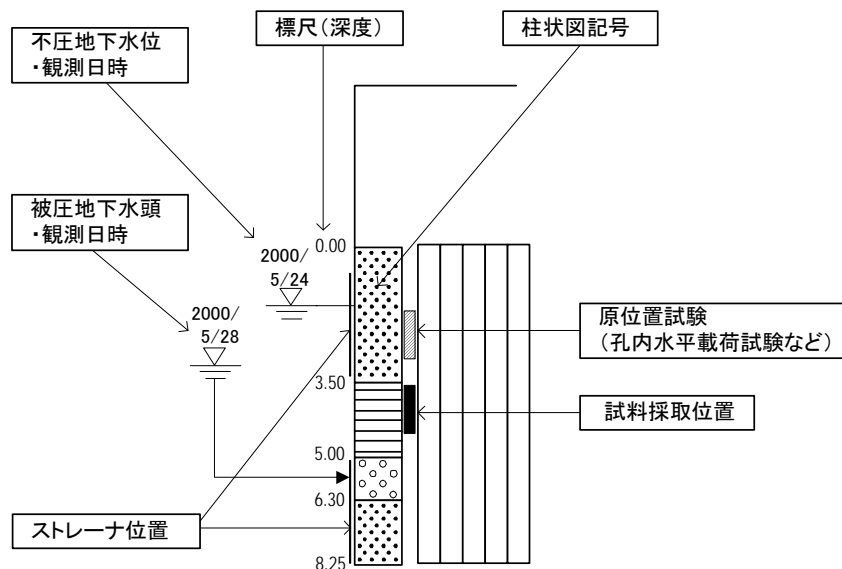 不圧地下水位
・観測日時
標尺(深度)
柱状図記号
被圧地下水頭
・観測日時
0.00
2000/
5/24
2000/
5/28
原位置試験
(孔内水平載荷試験など)
3.50
試料採取位置
5.00
6.30
ストレーナ位置
8.25